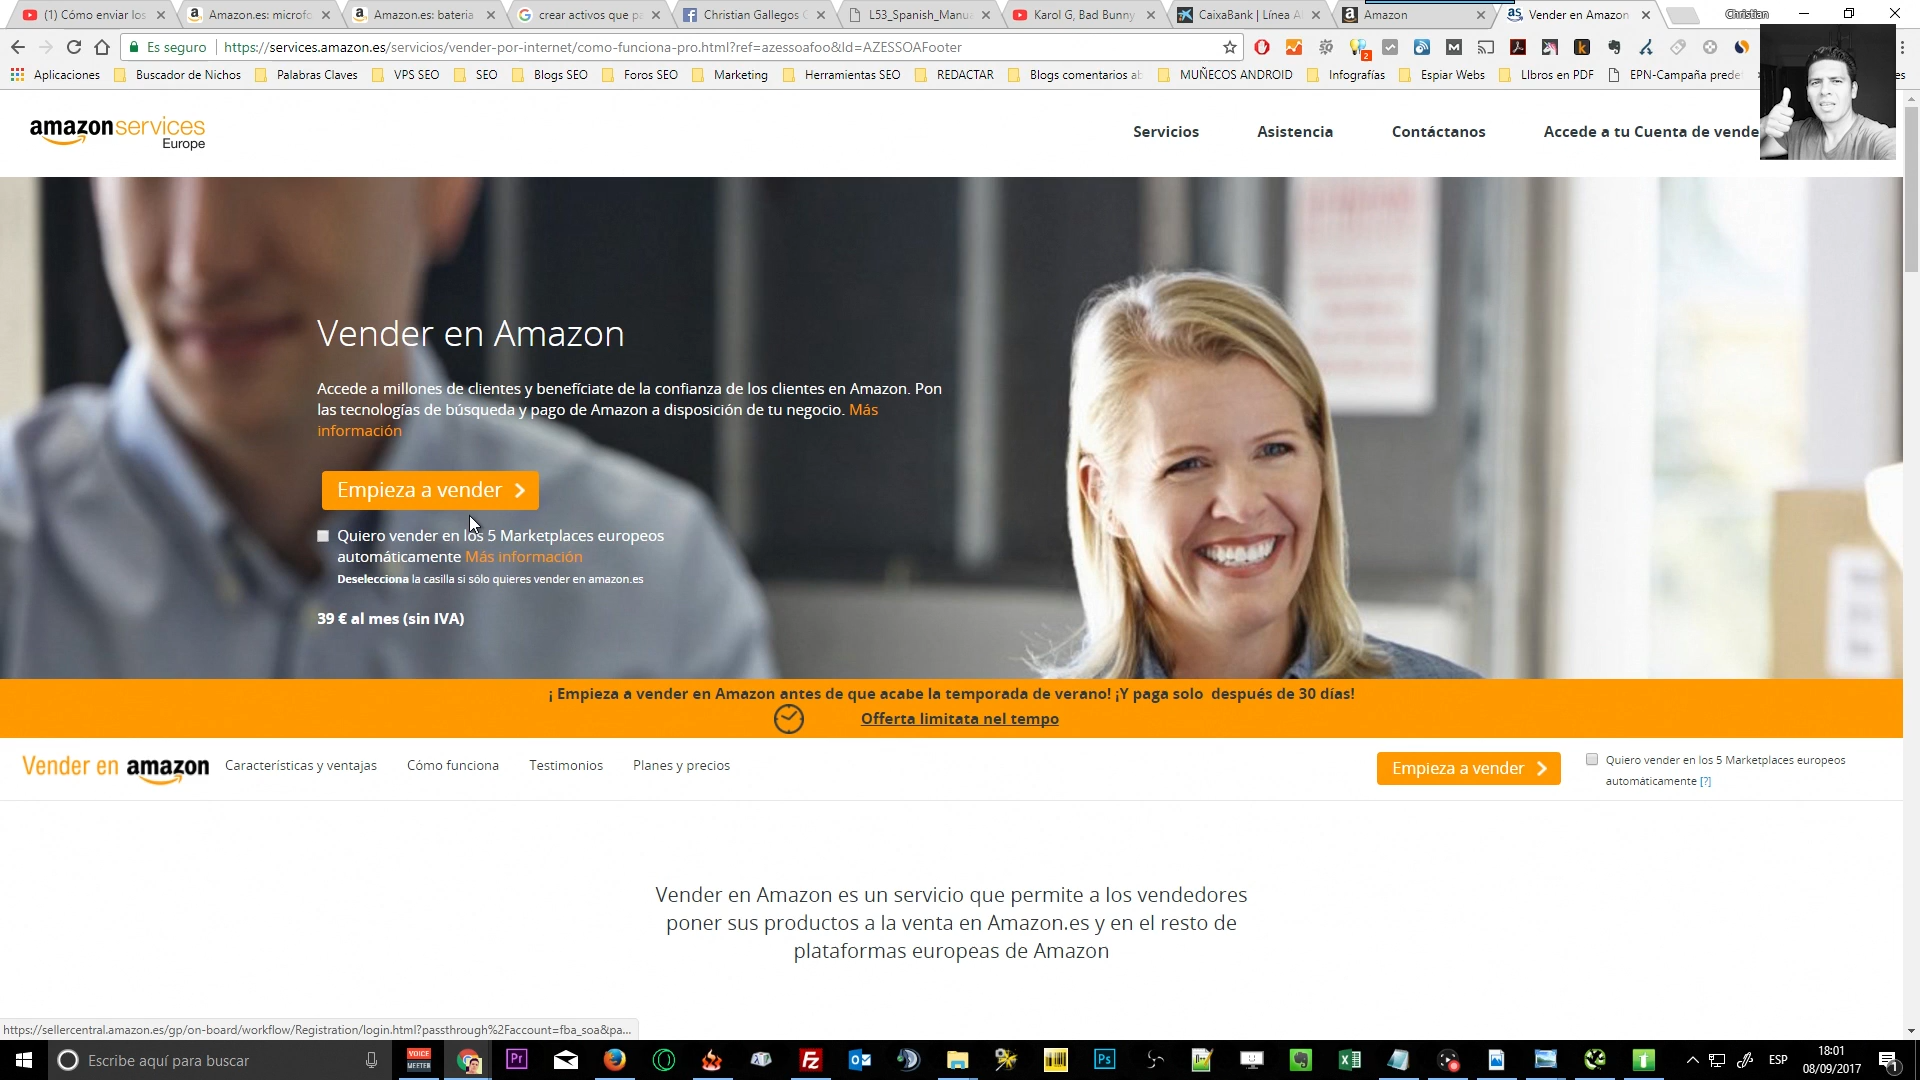 (1) Cómo enviar los
Amazon.es: microfo
Amazon.es: bateria
crear activos que p
Christian Gallegos
L53_Spanish_Manu
Karol G, Bad Bunny
CaixaBank | Línea A
Amazon
Vender en Amazon
Christian
Es seguro
https://services.amazon.es/servicios/vender-por-internet/como-funciona-pro.html?ref=azessoafoo&ld=AZESSOAFooter
Aplicaciones
Buscador de Nichos
Palabras Claves
VPS SEO
SEO
Blogs SEO
Foros SEO
Marketing
Herramientas SEO
REDACTAR
Blogs comentarios ab
MUÑECOS ANDROID
Infografías
Espiar Webs
LIbros en PDF
EPN-Campaña prede
amazonservices
Europe
Servicios
Asistencia
Contáctanos
Accede a tu Cuenta de vende
Vender en Amazon
Accede a millones de clientes y benefíciate de la confianza de los clientes en Amazon. Pon
las tecnologías de búsqueda y pago de Amazon a disposición de tu negocio. Más
información
Empieza a vender
Quiero vender en los 5 Marketplaces europeos
automáticamente Más información
Deselecciona la casilla si sólo quieres vender en amazon.es
39 € al mes (sin IVA)
¡ Empieza a vender en Amazon antes de que acabe la temporada de verano! ¡Y paga solo después de 30 días!
Offerta limitata nel tempo
Vender en amazon
Características y ventajas
Cómo funciona
Testimonios
Planes y precios
Empieza a vender
Quiero vender en los 5 Marketplaces europeos
automáticamente [?]
Vender en Amazon es un servicio que permite a los vendedores
poner sus productos a la venta en Amazon.es y en el resto de
plataformas europeas de Amazon
https://sellercentral.amazon.es/gp/on-board/workflow/Registration/login.html?passthrough%2Faccount=fba_soa&pa...
Escribe aquí para buscar
VOICE
MEETER
ESP
18:01
08/09/2017